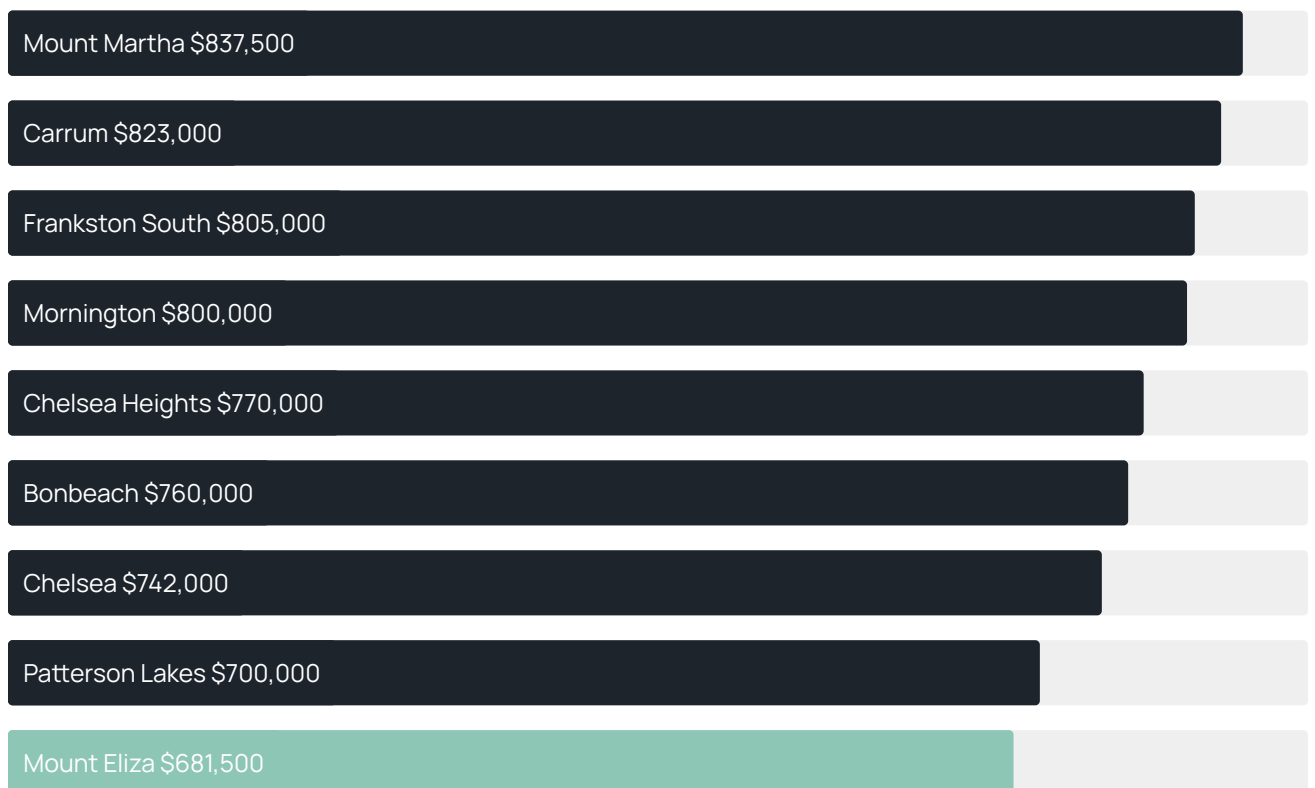 Mount Martha $837,500
Carrum $823,000
Frankston South $805,000
Mornington $800,000
Chelsea Heights $770,000
Bonbeach $760,000
Chelsea $742,000
Patterson Lakes $700,000
Mount Eliza $681,500